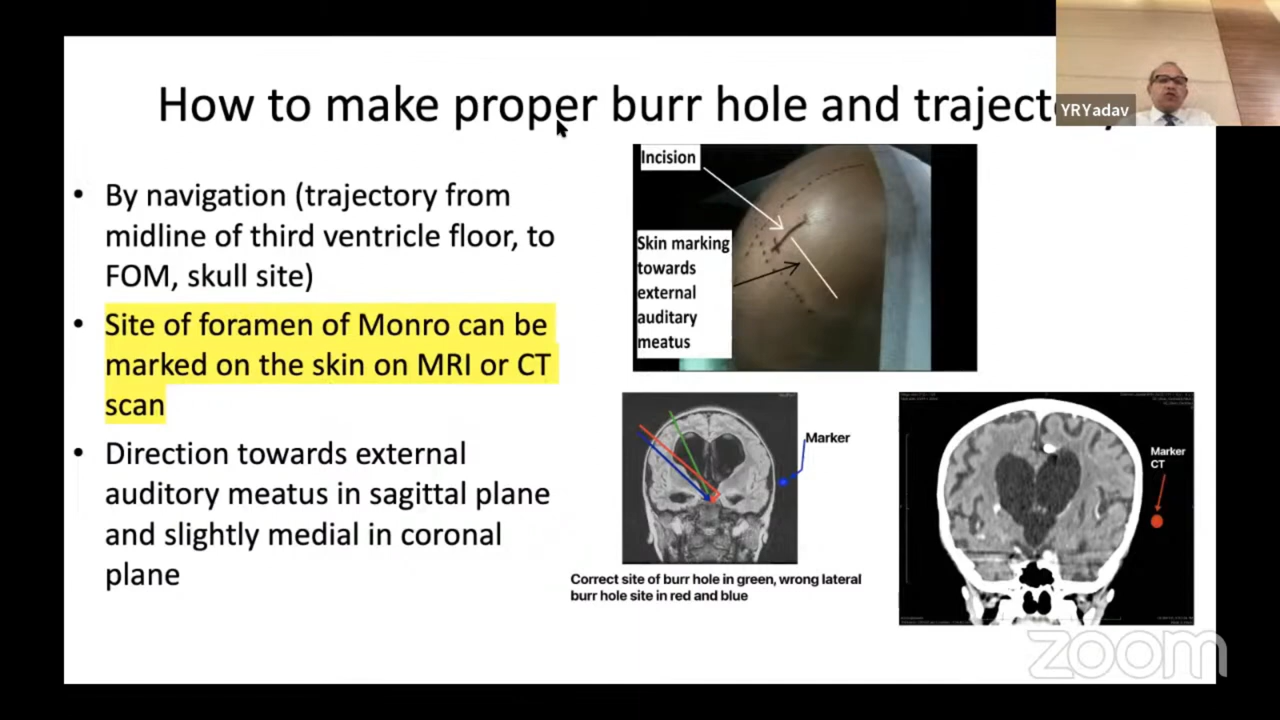 How to make proper burr hole and trajecto
YRYadav
• By navigation (trajectory from
midline of third ventricle floor, to
FOM, skull site)
• Site of foramen of Monro can be
marked on the skin on MRI or CT
scan
• Direction towards external
auditory meatus in sagittal plane
and slightly medial in coronal
plane
Incision
Skin marking
towards
external
auditary
meatus
Marker
Correct site of burr hole in green, wrong lateral
burr hole site in red and blue
Marker
CT
zoom